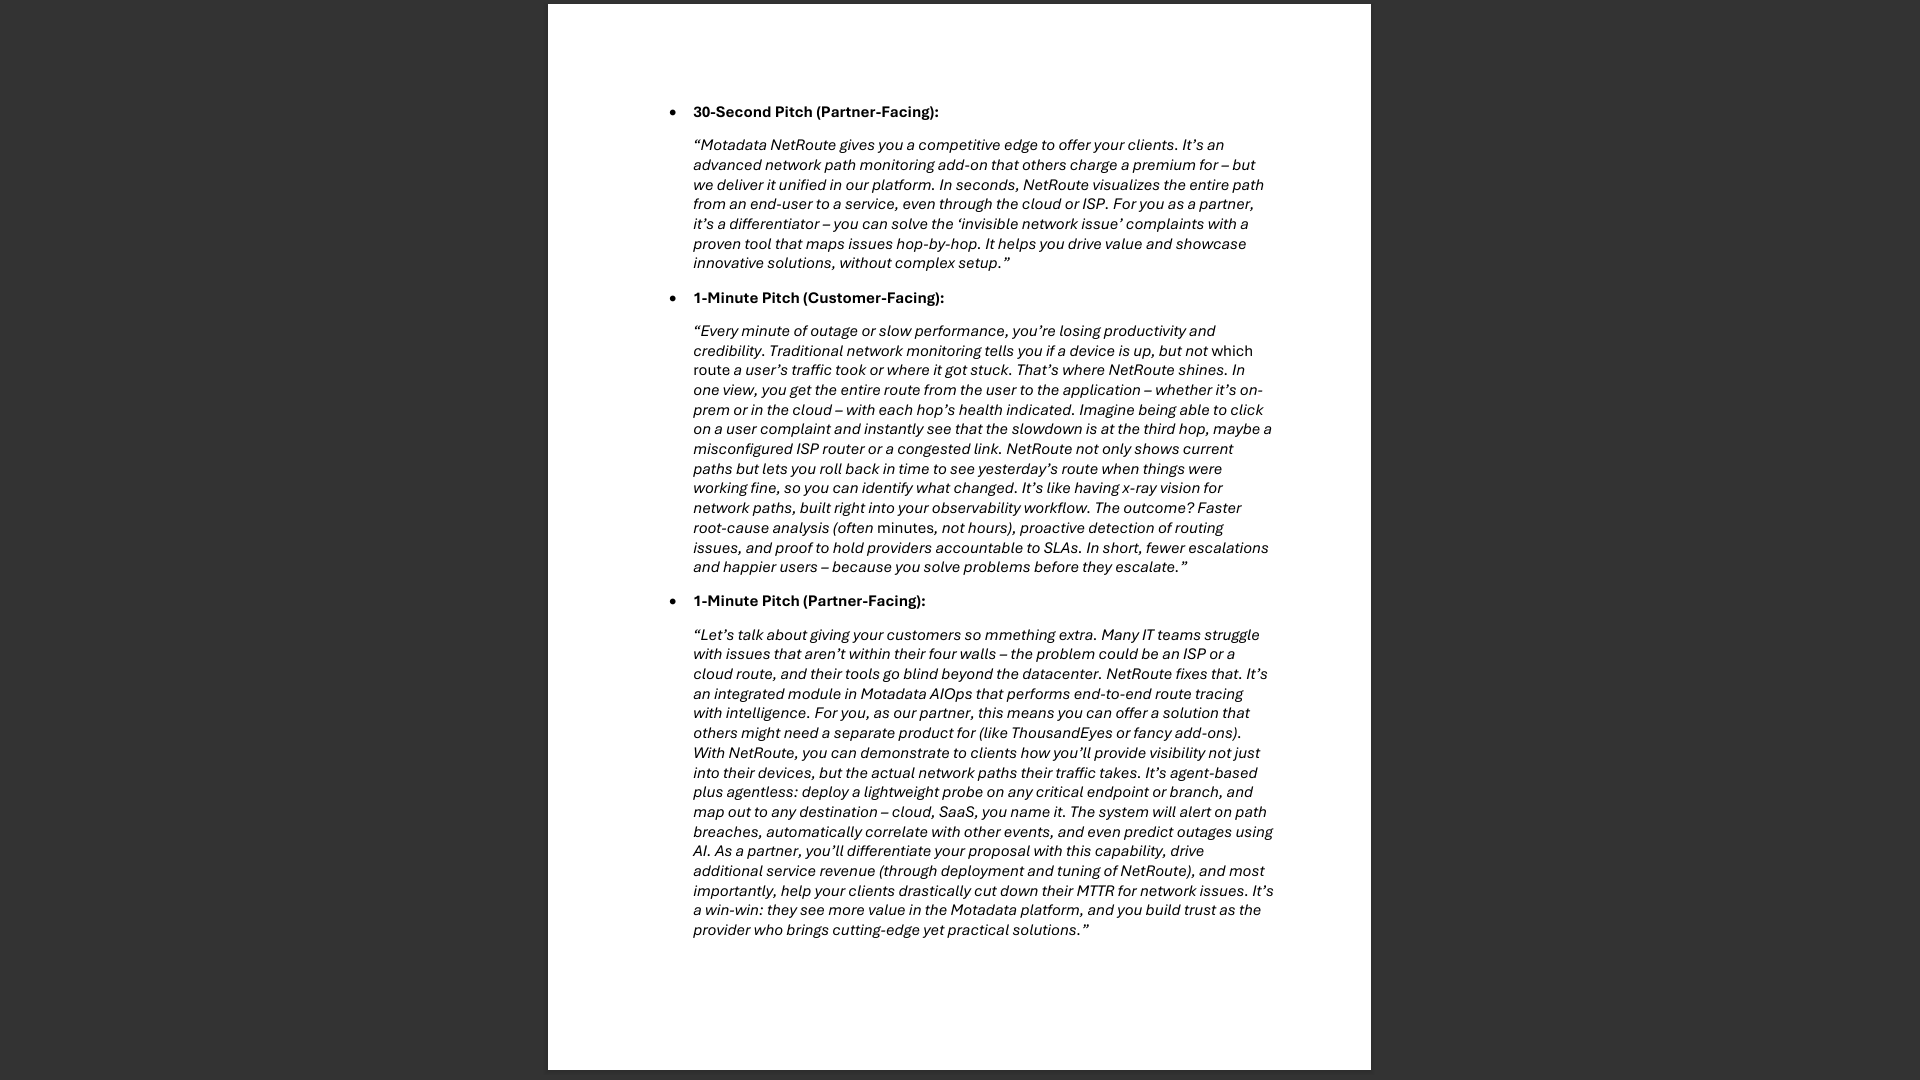 • 30-Second Pitch (Partner-Facing):
“Motadata NetRoute gives you a competitive edge to offer your clients. It’s an
advanced network path monitoring add-on that others charge a premium for – but
we deliver it unified in our platform. In seconds, NetRoute visualizes the entire path
from an end-user to a service, even through the cloud or ISP. For you as a partner,
it’s a differentiator – you can solve the ‘invisible network issue’ complaints with a
proven tool that maps issues hop-by-hop. It helps you drive value and showcase
innovative solutions, without complex setup.”
• 1-Minute Pitch (Customer-Facing):
“Every minute of outage or slow performance, you’re losing productivity and
credibility. Traditional network monitoring tells you if a device is up, but not which
route a user’s traffic took or where it got stuck. That’s where NetRoute shines. In
one view, you get the entire route from the user to the application – whether it’s on-
prem or in the cloud – with each hop’s health indicated. Imagine being able to click
on a user complaint and instantly see that the slowdown is at the third hop, maybe a
misconfigured ISP router or a congested link. NetRoute not only shows current
paths but lets you roll back in time to see yesterday’s route when things were
working fine, so you can identify what changed. It’s like having x-ray vision for
network paths, built right into your observability workflow. The outcome? Faster
root-cause analysis (often minutes, not hours), proactive detection of routing
issues, and proof to hold providers accountable to SLAs. In short, fewer escalations
and happier users – because you solve problems before they escalate.”
• 1-Minute Pitch (Partner-Facing):
“Let’s talk about giving your customers so mmething extra. Many IT teams struggle
with issues that aren’t within their four walls – the problem could be an ISP or a
cloud route, and their tools go blind beyond the datacenter. NetRoute fixes that. It’s
an integrated module in Motadata AIOps that performs end-to-end route tracing
with intelligence. For you, as our partner, this means you can offer a solution that
others might need a separate product for (like ThousandEyes or fancy add-ons).
With NetRoute, you can demonstrate to clients how you’ll provide visibility not just
into their devices, but the actual network paths their traffic takes. It’s agent-based
plus agentless: deploy a lightweight probe on any critical endpoint or branch, and
map out to any destination – cloud, SaaS, you name it. The system will alert on path
breaches, automatically correlate with other events, and even predict outages using
AI. As a partner, you’ll differentiate your proposal with this capability, drive
additional service revenue (through deployment and tuning of NetRoute), and most
importantly, help your clients drastically cut down their MTTR for network issues. It’s
a win-win: they see more value in the Motadata platform, and you build trust as the
provider who brings cutting-edge yet practical solutions.”